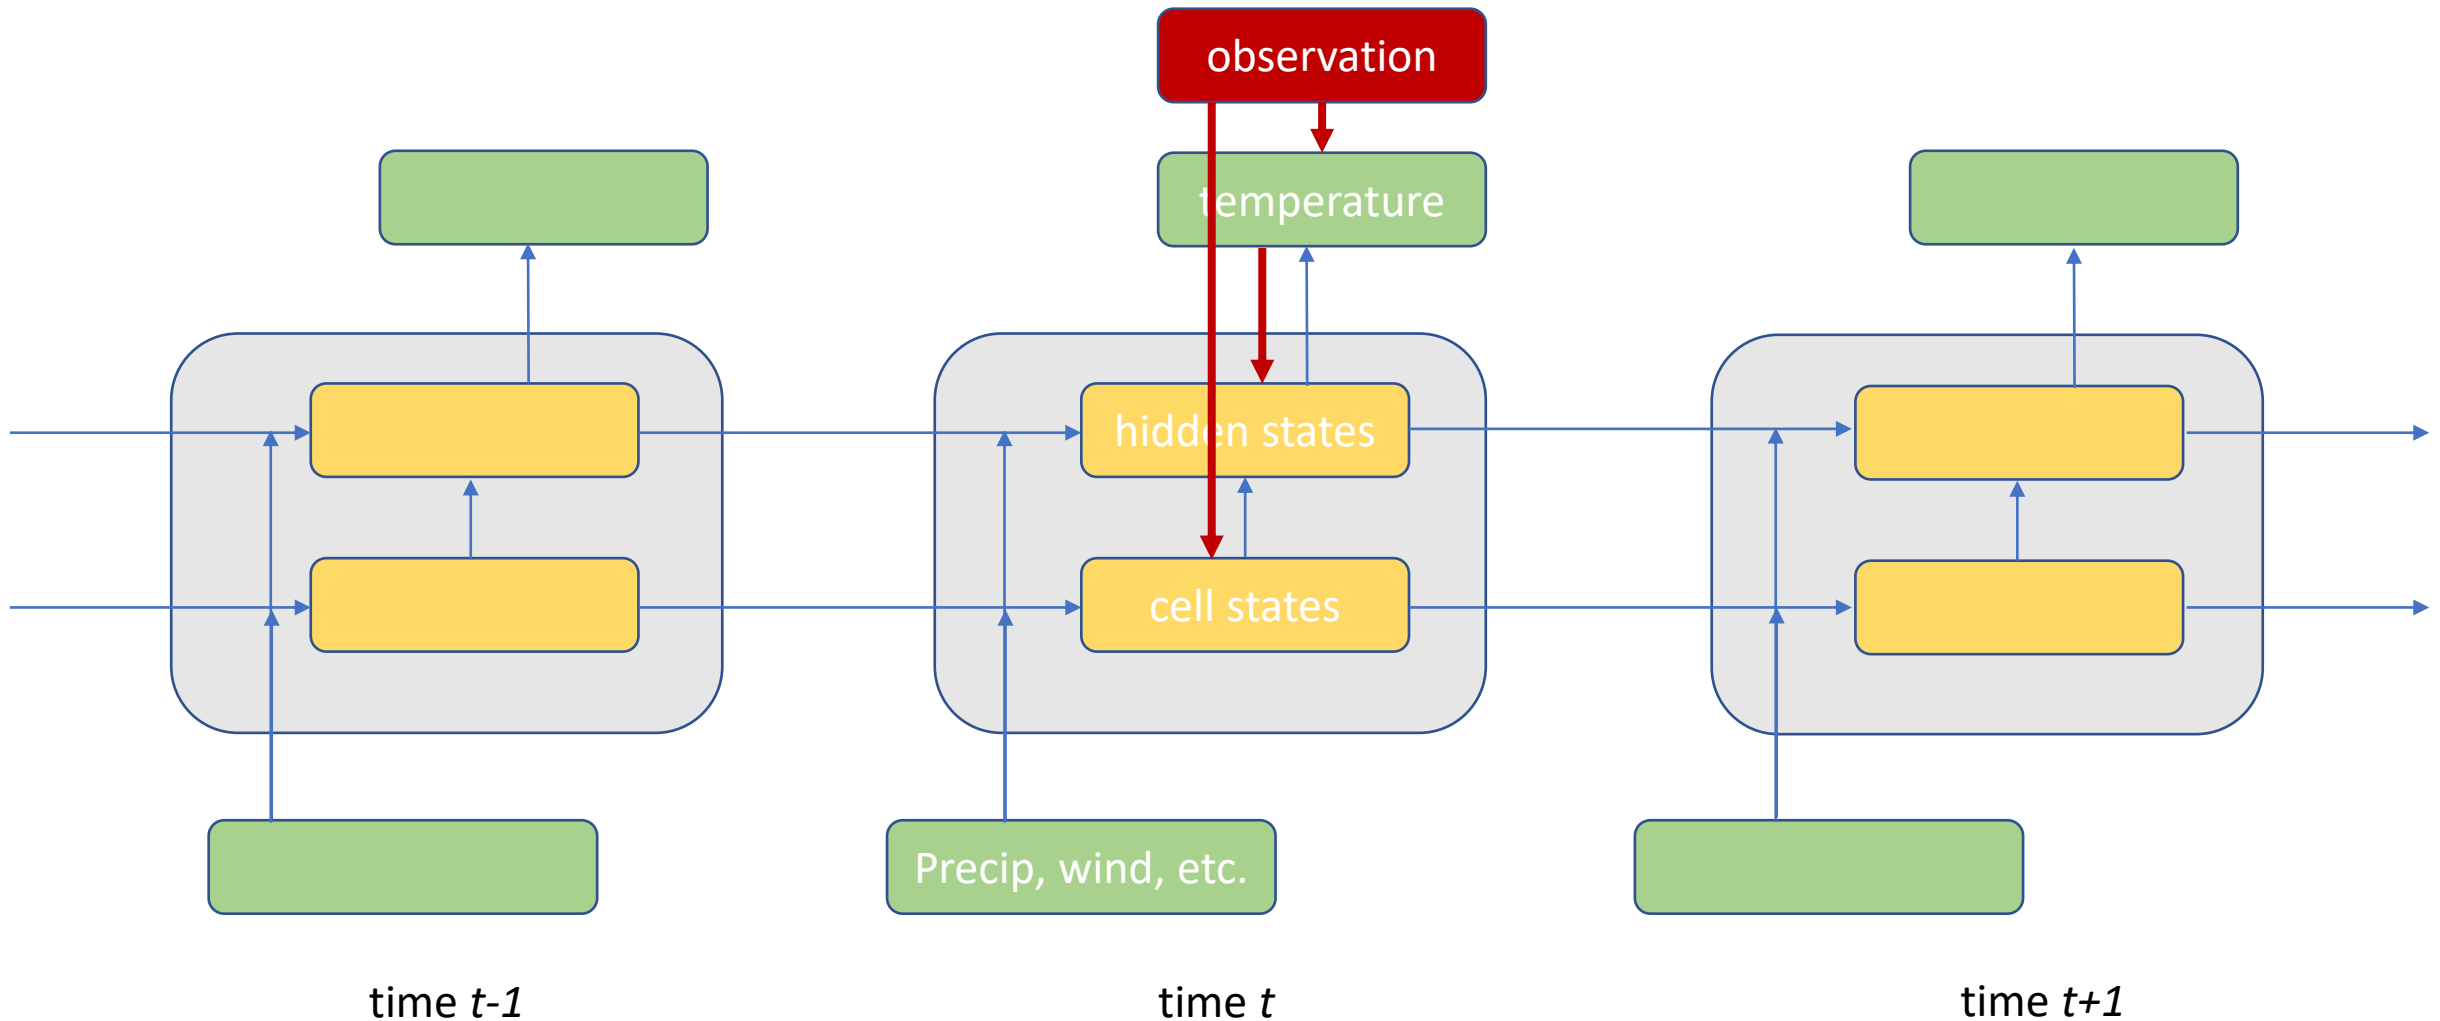 observation
temperature
hidden states
cell states
Precip, wind, etc.
time t-1
time t
time t+1